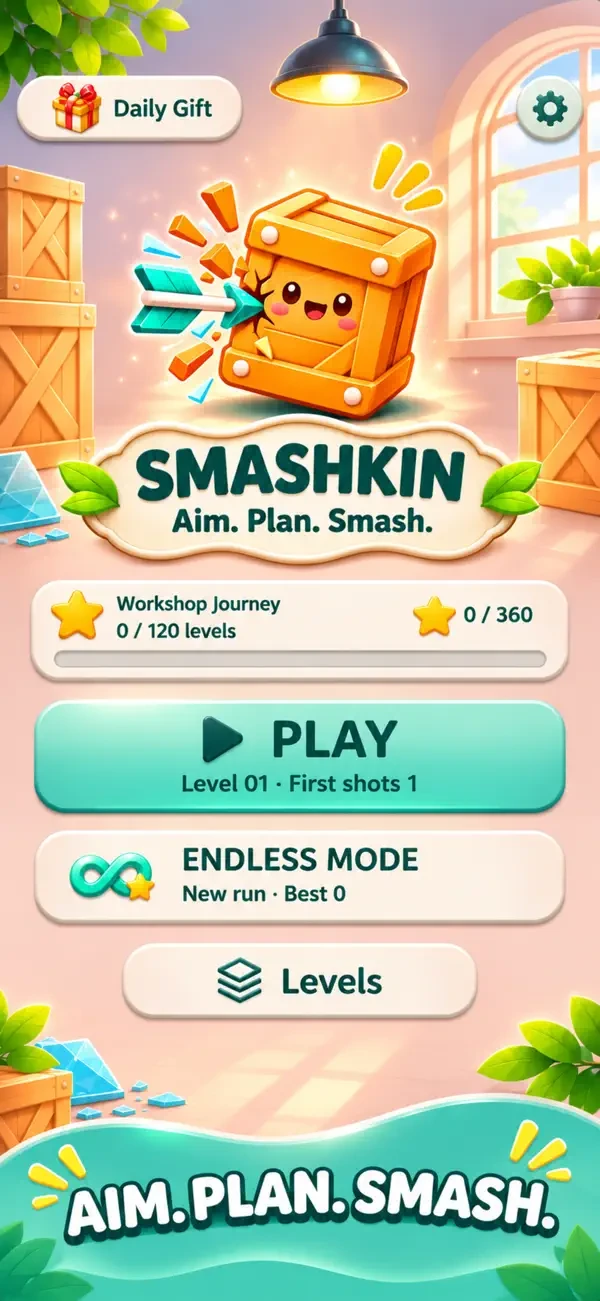 Daily Gift
SMASHKIN
Aim. Plan. Smash.
Workshop Journey
0 / 120 levels
0 / 360
PLAY
Level 01 · First shots 1
ENDLESS MODE
New run · Best 0
Levels
AIM. PLAN. SMASH.